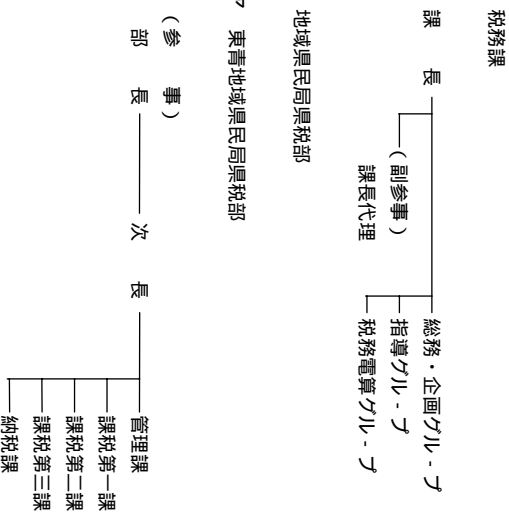 税務課
課 長
(副参事)
課長代理
総務・企画グル-プ
指導グル-プ
税務電算グル-プ
地域県民局県税部
東青地域県民局県税部
(参 事)
部 長
次 長
管理課
課税第一課
課税第二課
課税第三課
納税課